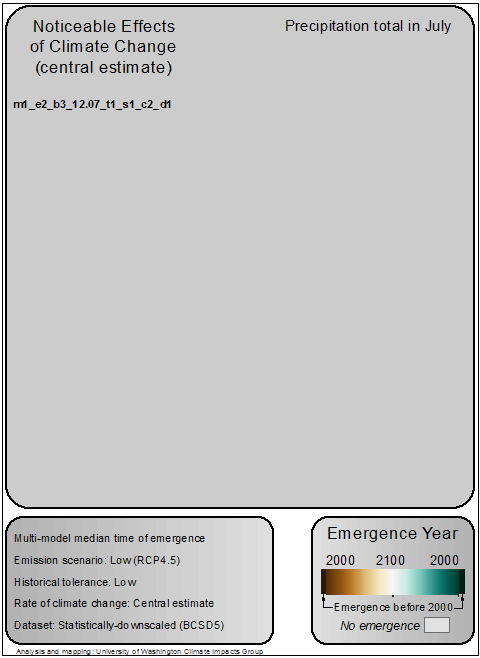 Noticeable Effects
of Climate Change
(central estimate)
Precipitation total in July
m1_e2_b3_12.07_t1_s1_c2_d1
Multi-model median time of emergence
Emission scenario: Low (RCP4.5)
Historical tolerance: Low
Rate of climate change: Central estimate
Dataset: Statistically-downscaled (BCSD5)
Emergence Year
2000 2100 2000
Emergence before 2000
No emergence
Analysis and mapping: University of Washington Climate Impacts Group